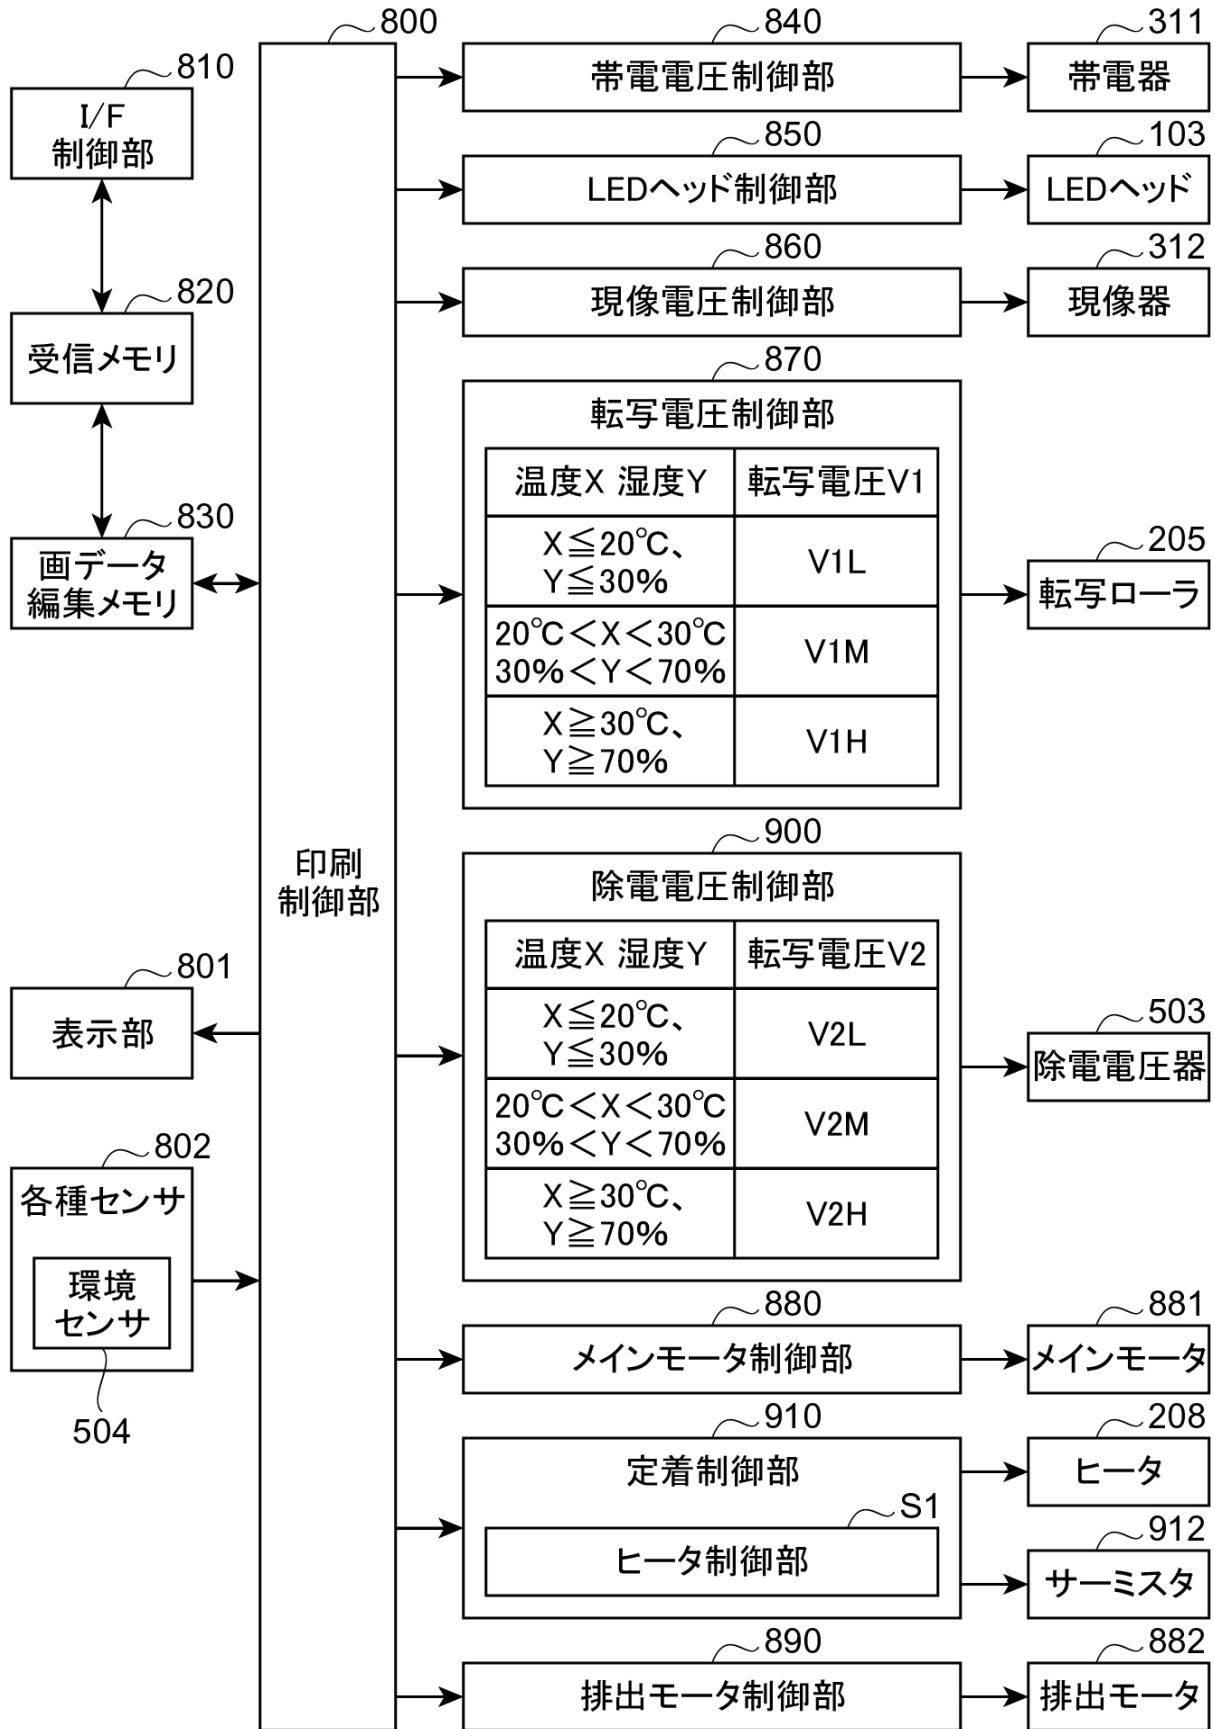 800
840
311
810
帯電電圧制御部
帯電器
I/F
制御部
850
103
LEDヘッド制御部
LEDヘッド
860
312
820
現像電圧制御部
現像器
受信メモリ
870
転写電圧制御部
温度X 湿度Y
転写電圧V1
X≦20℃、
Y≦30%
V1L
830
205
画データ
編集メモリ
転写ローラ
20℃<X<30℃
30%<Y<70%
V1M
X≧30℃、
Y≧70%
V1H
900
印刷
制御部
除電電圧制御部
温度X 湿度Y
転写電圧V2
801
表示部
X≦20℃、
Y≦30%
V2L
503
除電電圧器
20℃<X<30℃
30%<Y<70%
V2M
802
各種センサ
X≧30℃、
Y≧70%
V2H
環境
センサ
504
880
881
メインモータ制御部
メインモータ
910
208
定着制御部
ヒータ
S1
ヒータ制御部
912
サーミスタ
890
882
排出モータ制御部
排出モータ